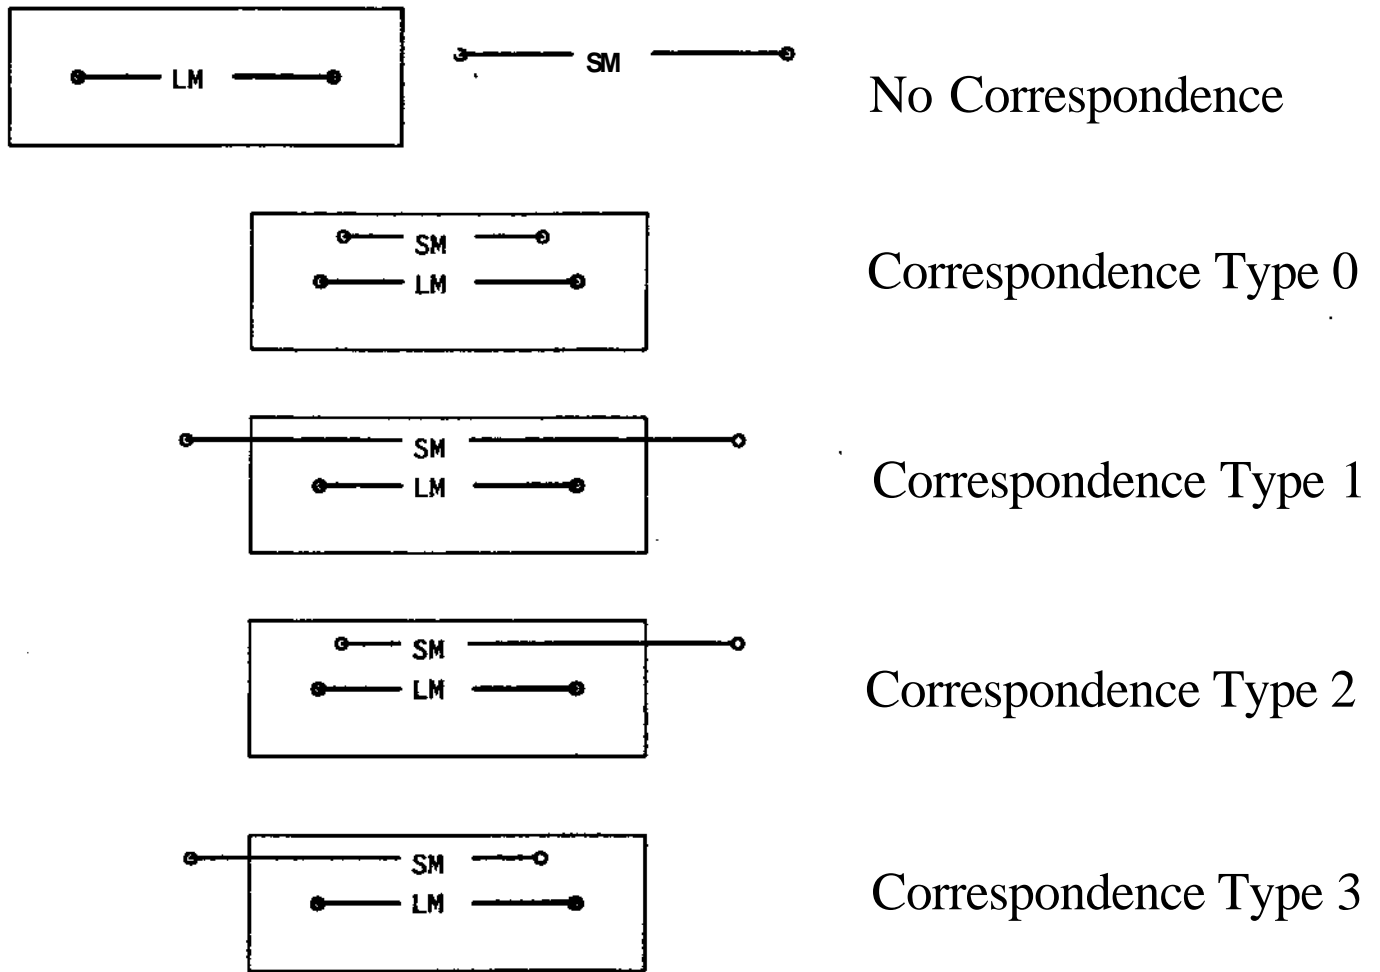 LM SM No Correspondence
SM
LM
Correspondence Type 0
SM
LM
Correspondence Type 1
SM
LM
Correspondence Type 2
SM
LM
Correspondence Type 3